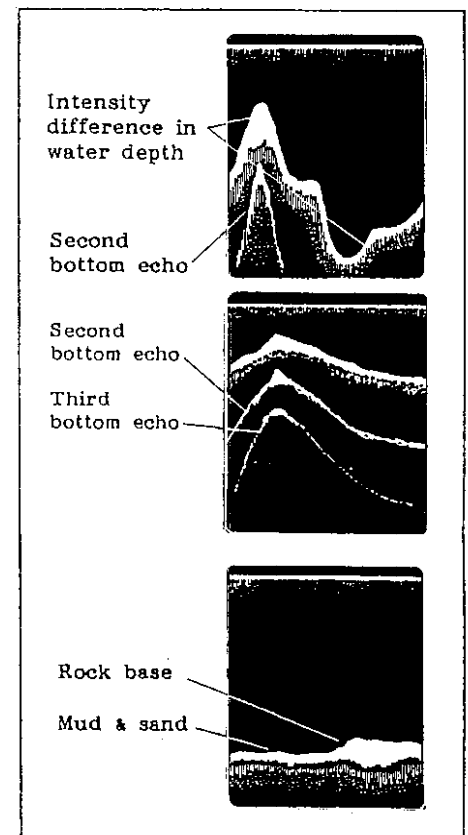 Intensity
difference in
water depth
Second
bottom echo
Second
bottom echo
Third
bottom echo
Rock base
Mud & sand